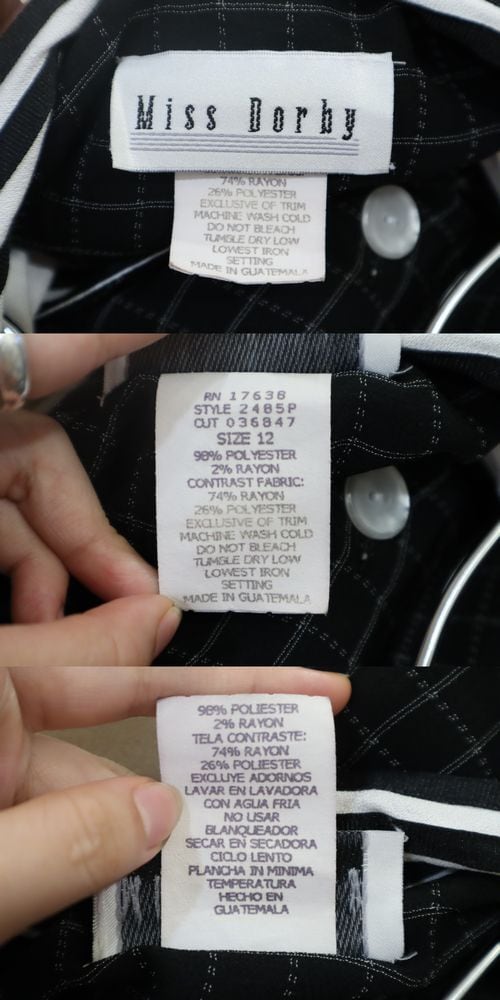 Miss Dorby
74% RAYON
26% POLYESTER
EXCLUSIVE OF TRIM
MACHINE WASH COLD
DO NOT BLEACH
TUMBLE DRY LOW
LOWEST IRON
SETTING
MADE IN GUATEMALA
RN 17638
STYLE 2485P
CUT 036847
SIZE 12
98% POLYESTER
2% RAYON
CONTRAST FABRIC:
74% RAYON
26% POLYESTER
EXCLUSIVE OF TRIM
MACHINE WASH COLD
DO NOT BLEACH
TUMBLE DRY LOW
LOWEST IRON
SETTING
MADE IN GUATEMALA
98% POLIESTER
2% RAYON
TELA CONTRASTE:
74% RAYON
26% POLIESTER
EXCLUYE ADORNOS
LAVAR EN LAVADORA
CON AGUA FRIA
NO USAR
BLANQUEADOR
SECAR EN SECADORA
CICLO LENTO
PLANCHA IN MINIMA
TEMPERATURA
HECHO EN
GUATEMALA